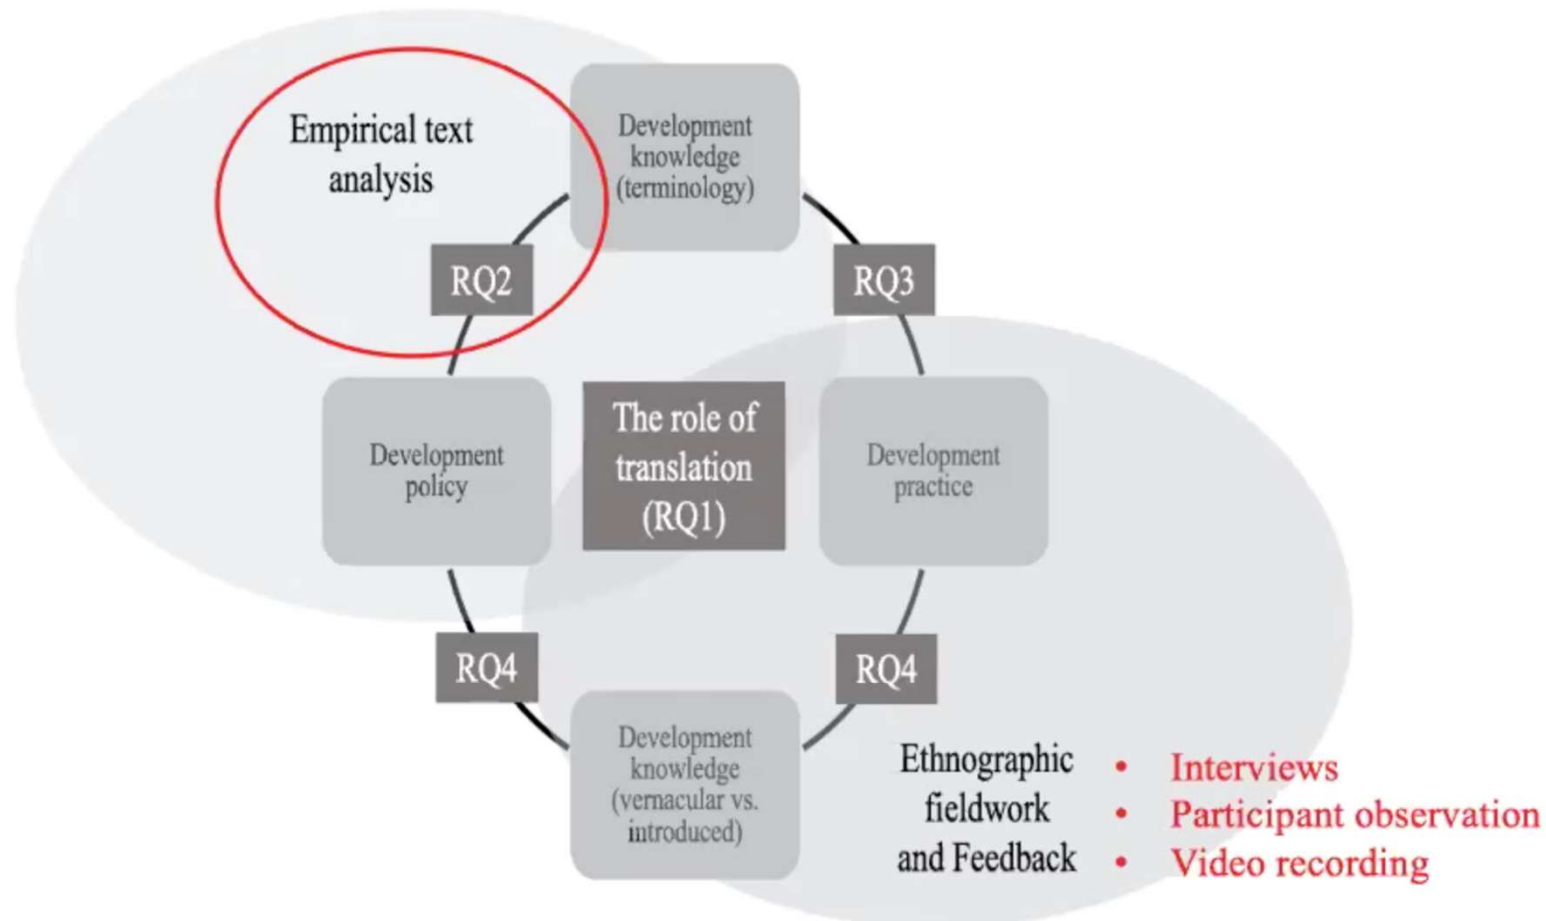 Empirical text
analysis
Development
knowledge
(terminology)
RQ2
RQ3
The role of
translation
(RQ1)
Development
policy
Development
practice
RQ4
RQ4
Development
knowledge
(vernacular vs.
introduced)
Ethnographic
fieldwork
and Feedback
• Interviews
• Participant observation
• Video recording